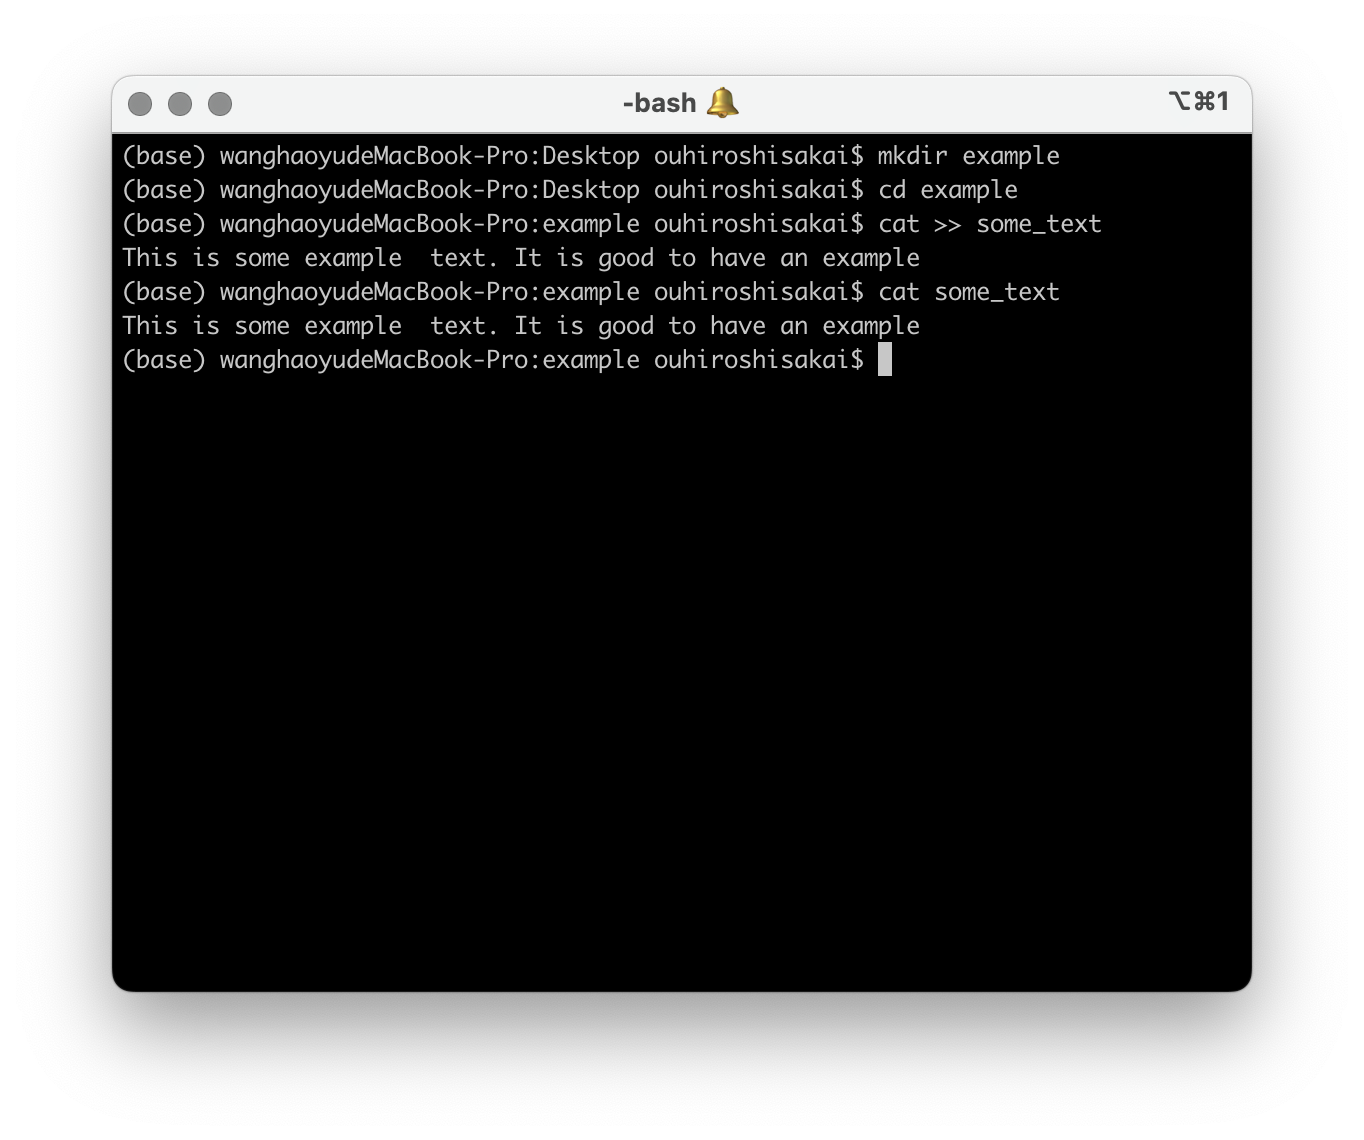 -bash 🔔 ⌥⌘1
(base) wanghaoyudeMacBook-Pro:Desktop ouhiroshisakai$ mkdir example
(base) wanghaoyudeMacBook-Pro:Desktop ouhiroshisakai$ cd example
(base) wanghaoyudeMacBook-Pro:example ouhiroshisakai$ cat >> some_text
This is some example  text. It is good to have an example
(base) wanghaoyudeMacBook-Pro:example ouhiroshisakai$ cat some_text
This is some example  text. It is good to have an example
(base) wanghaoyudeMacBook-Pro:example ouhiroshisakai$